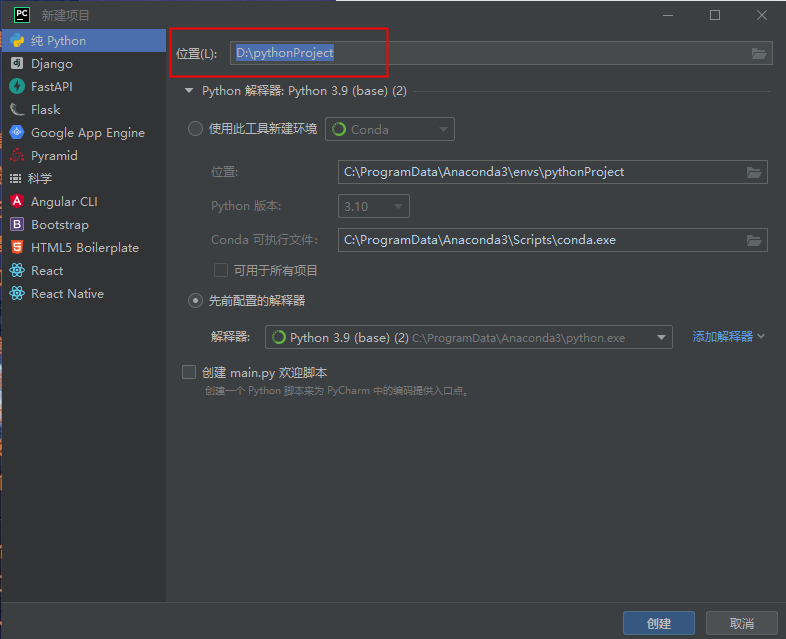 PC 新建项目
纯 Python
dj Django
FastAPI
Flask
Google App Engine
Pyramid
科学
A Angular CLI
B Bootstrap
5 HTML5 Boilerplate
React
React Native
位置(L): D:\pythonProject
Python 解释器: Python 3.9 (base) (2)
使用此工具新建环境 Conda
位置: C:\ProgramData\Anaconda3\envs\pythonProject
Python 版本: 3.10
Conda 可执行文件: C:\ProgramData\Anaconda3\Scripts\conda.exe
可用于所有项目
先前配置的解释器
解释器: Python 3.9 (base) (2) C:\ProgramData\Anaconda3\python.exe 添加解释器
创建 main.py 欢迎脚本
创建一个 Python 脚本来为 PyCharm 中的编码提供入口点。
创建 取消